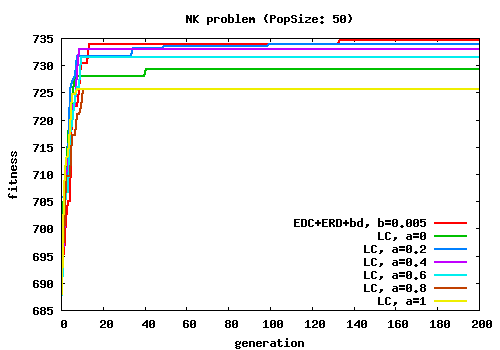 NK problem (PopSize: 50)
735
730
725
720
715
710
705
700
695
690
685
fitness
EDC+ERD+bd, b=0.005
LC, a=0
LC, a=0.2
LC, a=0.4
LC, a=0.6
LC, a=0.8
LC, a=1
0 20 40 60 80 100 120 140 160 180 200
generation